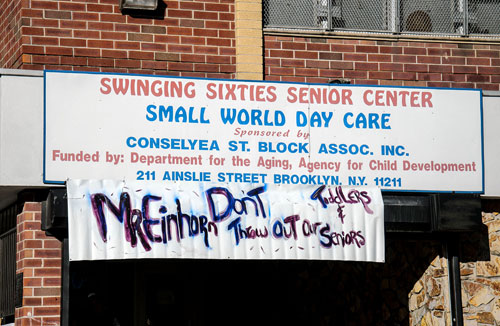 SWINGING SIXTIES SENIOR CENTER
SMALL WORLD DAY CARE
Sponsored by
CONSELYEA ST. BLOCK ASSOC. INC.
Funded by: Department for the Aging, Agency for Child Development
211 AINSLIE STREET BROOKLYN, N.Y. 11211
MR Einhorn Don't Throw Out Our Toddlers & Seniors